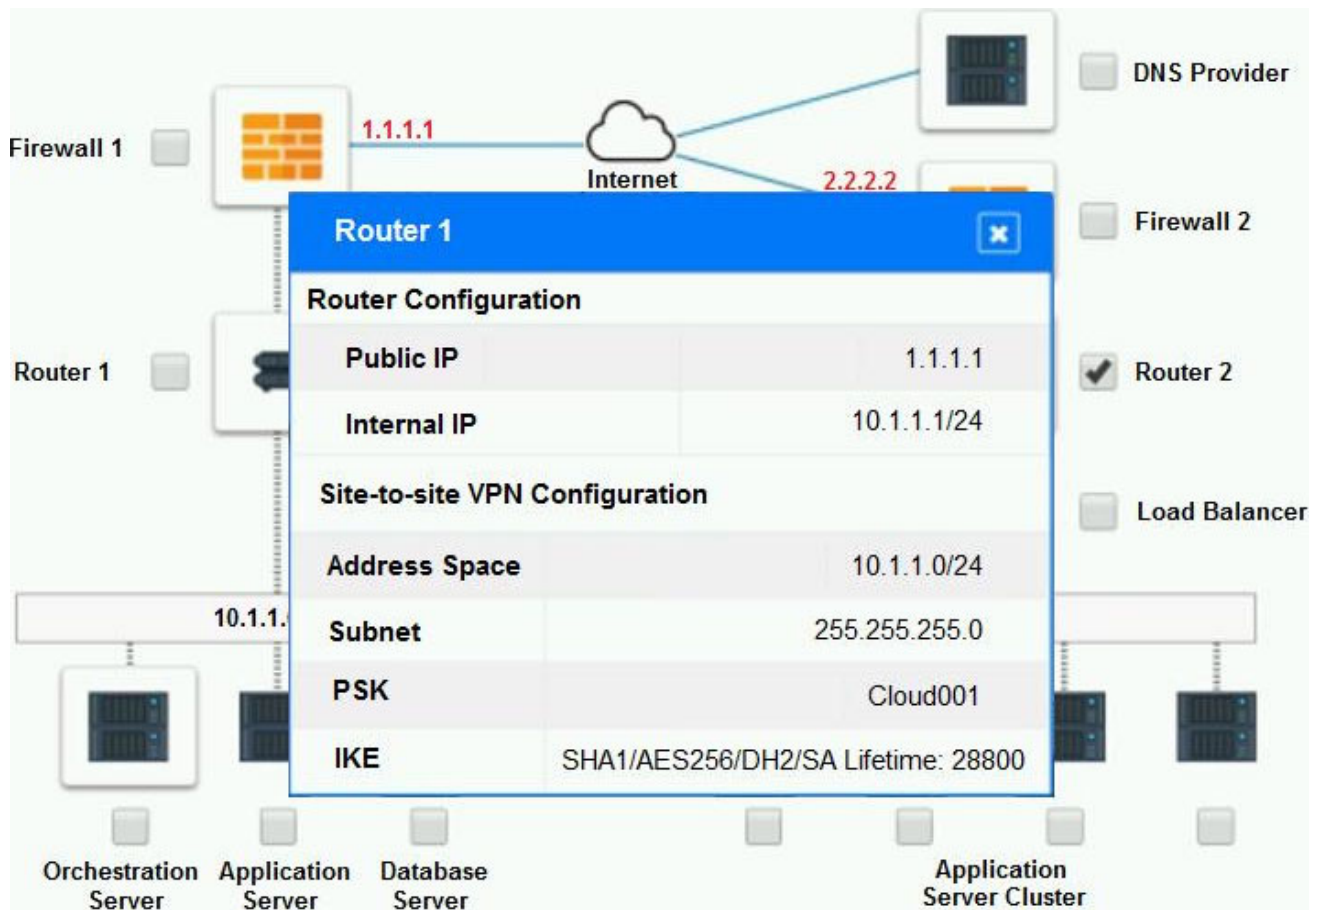 DNS Provider
1.1.1.1
Firewall 1
Internet
2.2.2.2
Firewall 2
Router 1
Router Configuration
Public IP 1.1.1.1
Router 1
Router 2
Internal IP 10.1.1.1/24
Site-to-site VPN Configuration
Load Balancer
Address Space 10.1.1.0/24
10.1.1.
Subnet 255.255.255.0
PSK Cloud001
IKE SHA1/AES256/DH2/SA Lifetime: 28800
Orchestration
Server
Application
Server
Database
Server
Application
Server Cluster